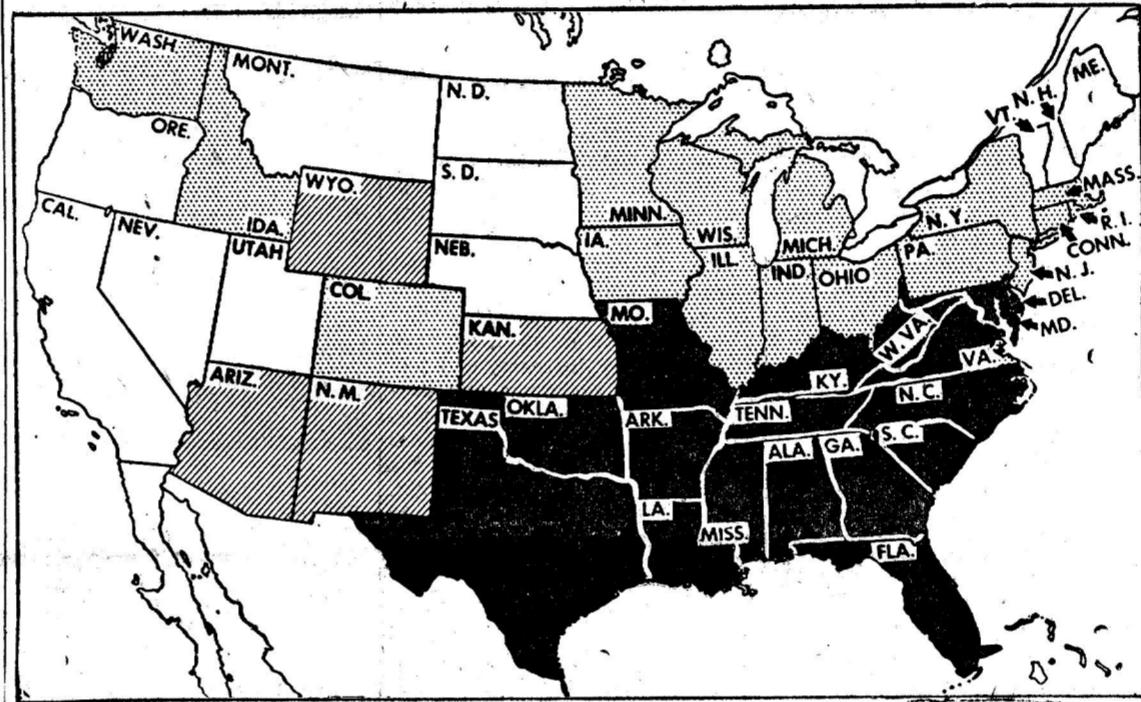 WASH
MONT.
N. D.
ME.
N. H.
VT.
ORE.
S. D.
WYO.
MASS.
MINN.
WIS.
N. Y.
R. I.
CAL.
NEV.
IDA.
UTAH
NEB.
IA.
ILL.
MICH.
IND
OHIO
PA.
CONN.
N. J.
COL.
MO.
DEL.
MD.
KAN.
W. VA.
VA.
ARIZ.
N. M.
KY.
N. C.
TEXAS
OKLA.
ARK.
TENN.
S. C.
ALA.
GA.
LA.
MISS.
FLA.